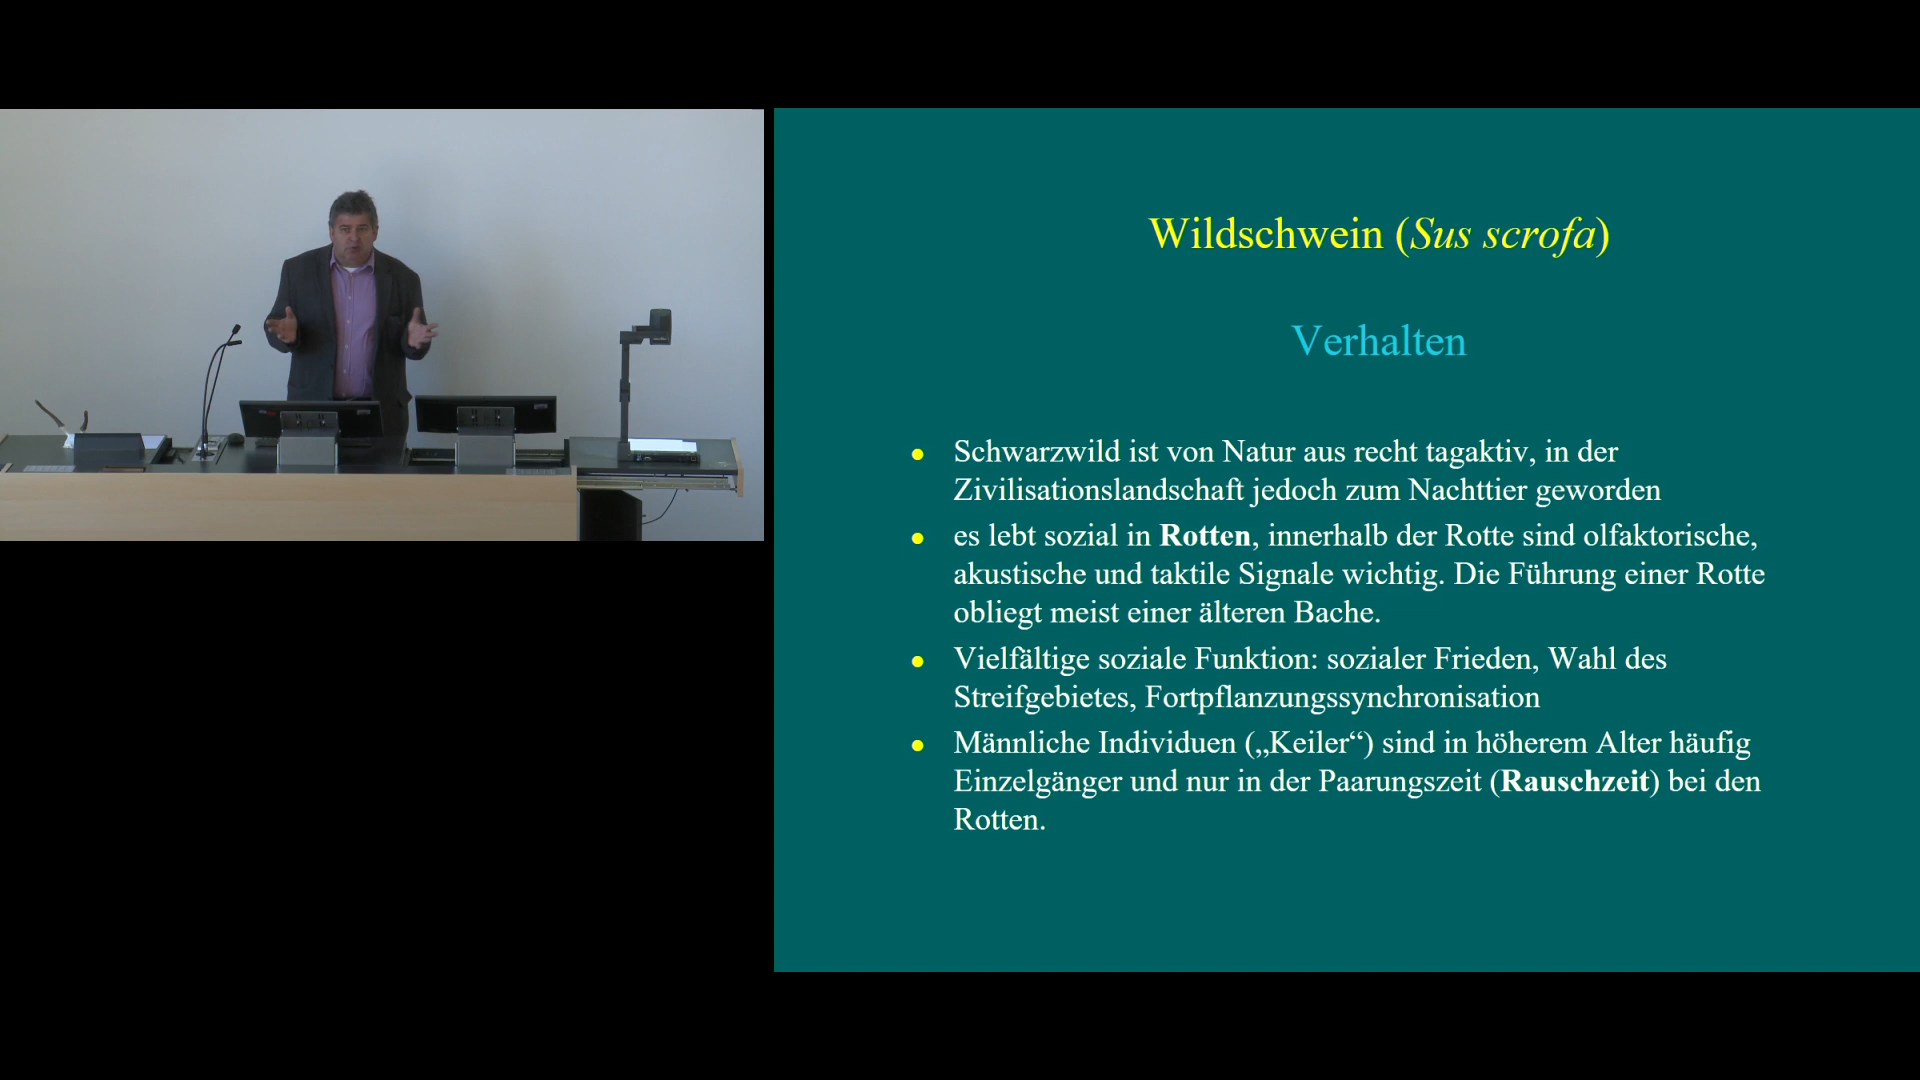 Wildschwein (Sus scrofa)
Verhalten
Schwarzwild ist von Natur aus recht tagaktiv, in der
Zivilisationslandschaft jedoch zum Nachttier geworden
es lebt sozial in Rotten, innerhalb der Rotte sind olfaktorische,
akustische und taktile Signale wichtig. Die Führung einer Rotte
obliegt meist einer älteren Bache.
Vielfältige soziale Funktion: sozialer Frieden, Wahl des
Streifgebietes, Fortpflanzungssynchronisation
Männliche Individuen („Keiler“) sind in höherem Alter häufig
Einzelgänger und nur in der Paarungszeit (Rauschzeit) bei den
Rotten.